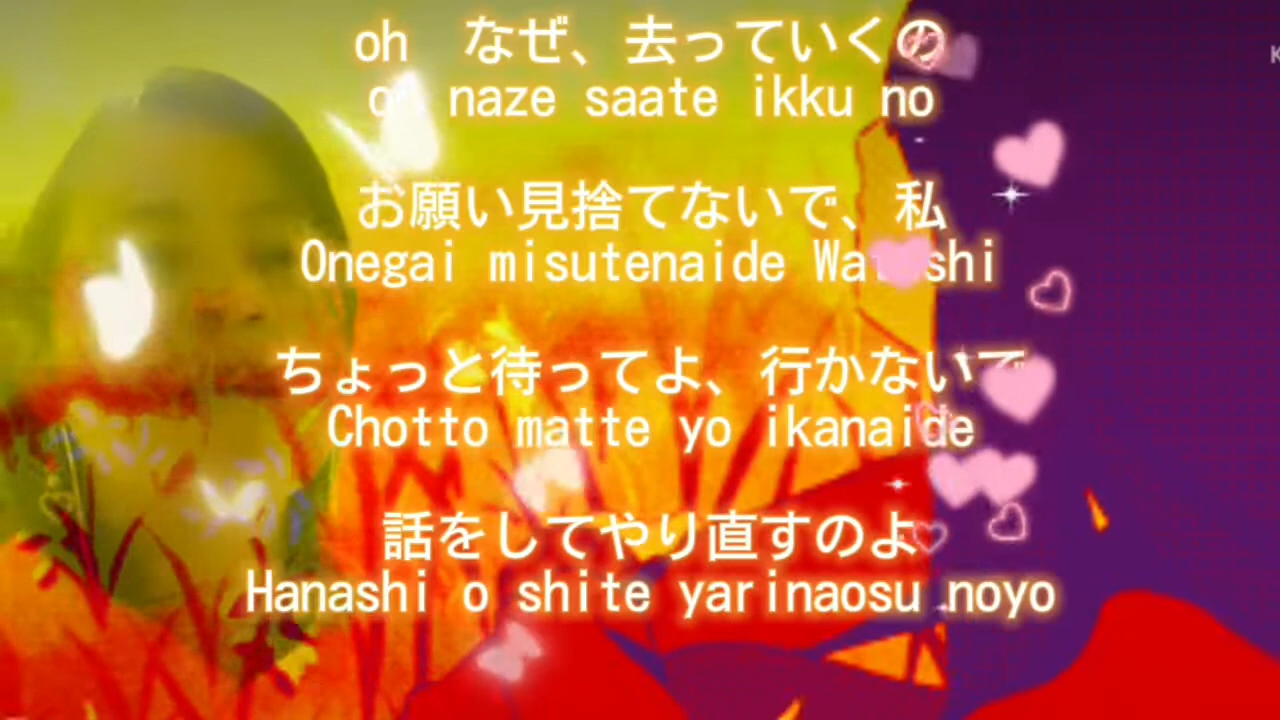 oh なぜ、去っていくの
oh naze saate ikku no
お願い見捨てないで、私
Onegai misutenaide Watashi
ちょっと待ってよ、行かないで
Chotto matte yo ikanaide
話をしてやり直すのよ
Hanashi o shite yarinaosu noyo
K